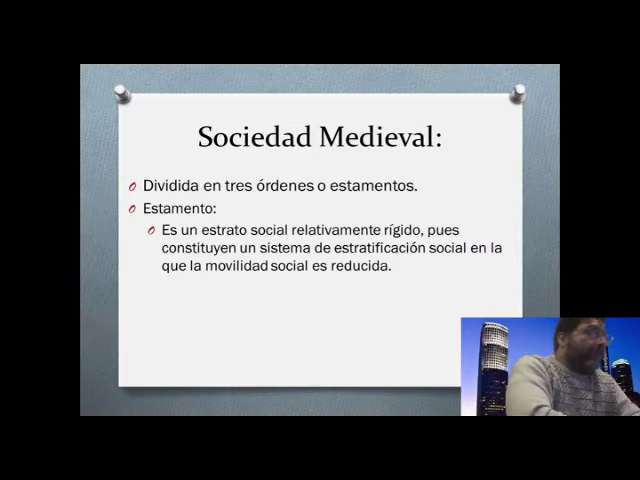 Sociedad Medieval:
Dividida en tres órdenes o estamentos.
Estamento:
Es un estrato social relativamente rígido, pues
constituyen un sistema de estratificación social en la
que la movilidad social es reducida.